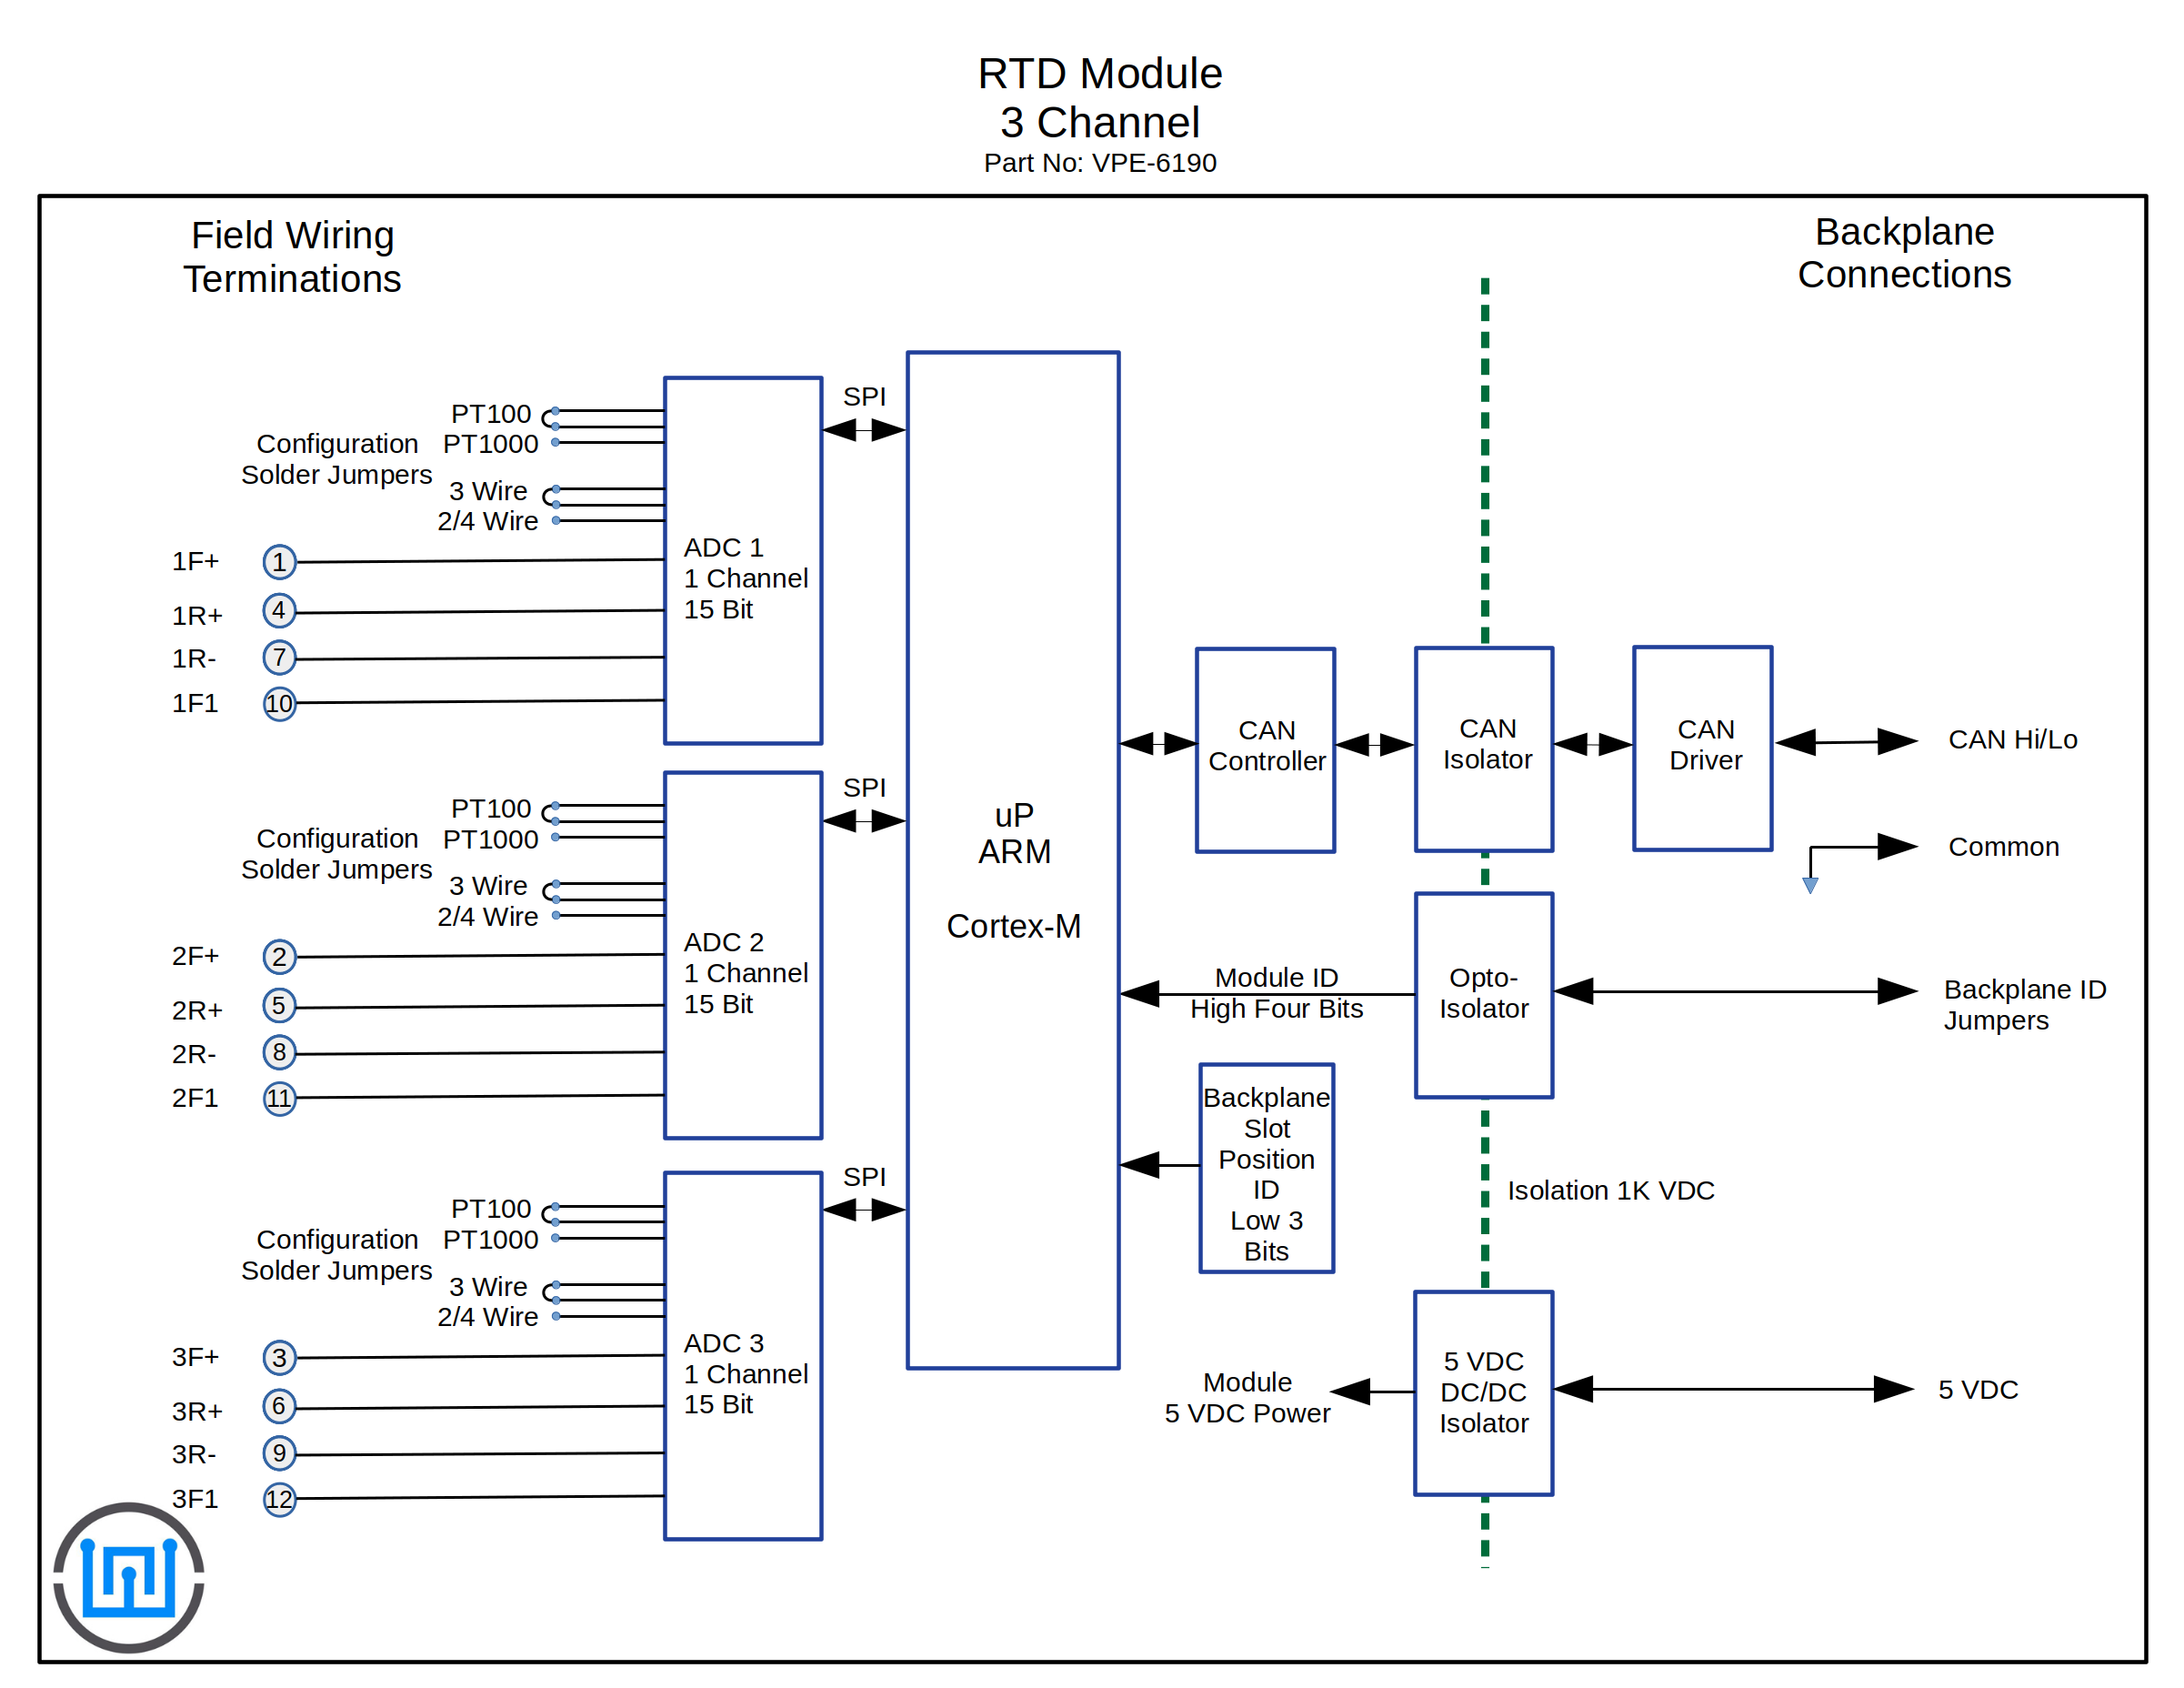 RTD Module
3 Channel
Part No: VPE-6190
Field Wiring
Terminations
Backplane
Connections
PT100
Configuration PT1000
Solder Jumpers
3 Wire
2/4 Wire
1F+ 1
1R+ 4
1R- 7
1F1 10
ADC 1
1 Channel
15 Bit
SPI
PT100
Configuration PT1000
Solder Jumpers
3 Wire
2/4 Wire
2F+ 2
2R+ 5
2R- 8
2F1 11
ADC 2
1 Channel
15 Bit
SPI
PT100
Configuration PT1000
Solder Jumpers
3 Wire
2/4 Wire
3F+ 3
3R+ 6
3R- 9
3F1 12
ADC 3
1 Channel
15 Bit
SPI
uP
ARM
Cortex-M
CAN
Controller
CAN
Isolator
CAN
Driver
CAN Hi/Lo
Common
Module ID
High Four Bits
Opto-
Isolator
Backplane ID
Jumpers
Backplane
Slot
Position
ID
Low 3
Bits
Isolation 1K VDC
Module
5 VDC Power
5 VDC
DC/DC
Isolator
5 VDC